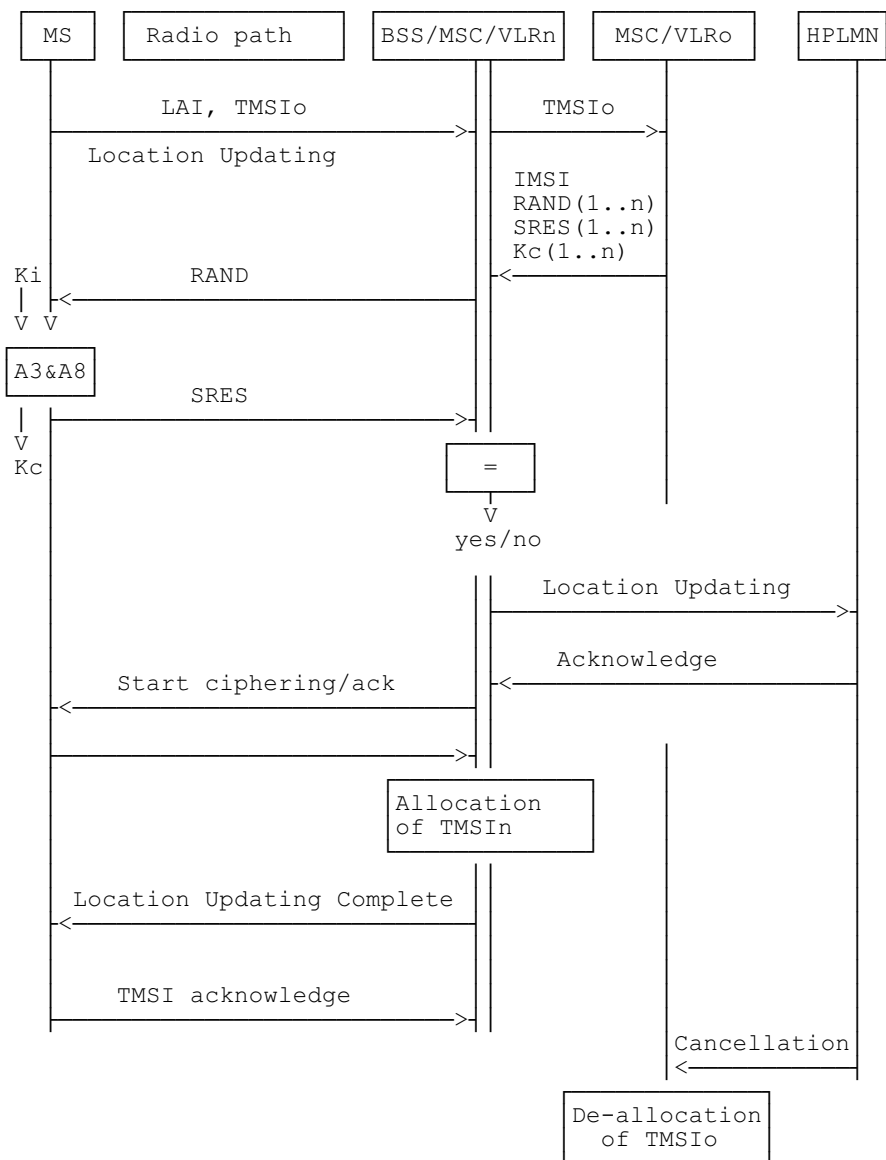 MS Radio path BSS/MSC/VLRn MSC/VLRo HPLMN
LAI, TMSIo TMSIo
Location Updating
IMSI
RAND(1..n)
SRES(1..n)
Kc(1..n)
Ki RAND
V V
A3&A8
SRES
V
Kc
=
V
yes/no
Location Updating
Acknowledge
Start ciphering/ack
Allocation
of TMSIn
Location Updating Complete
TMSI acknowledge
Cancellation
De-allocation
of TMSIo